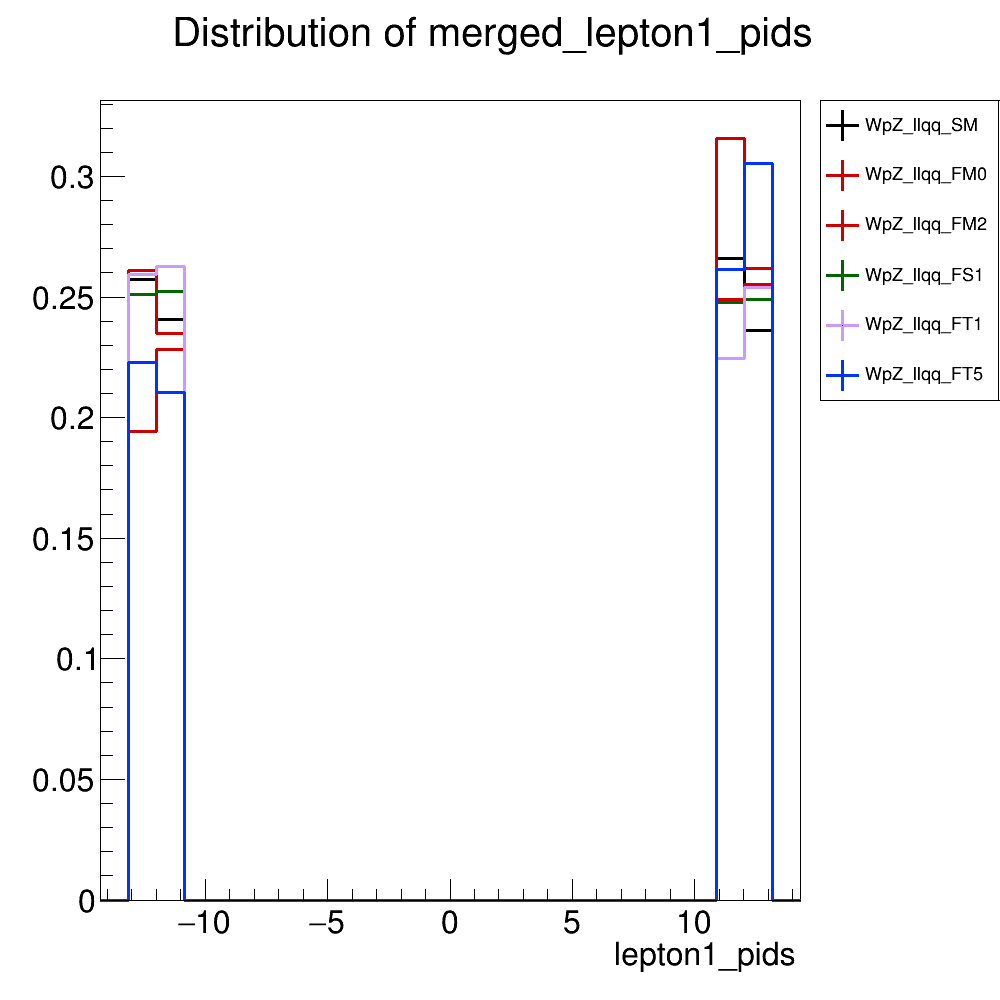 Distribution of merged_lepton1_pids
WpZ_llqq_SM
WpZ_llqq_FM0
WpZ_llqq_FM2
WpZ_llqq_FS1
WpZ_llqq_FT1
WpZ_llqq_FT5
0.3
0.25
0.2
0.15
0.1
0.05
0
−10
−5
0
5
10
lepton1_pids